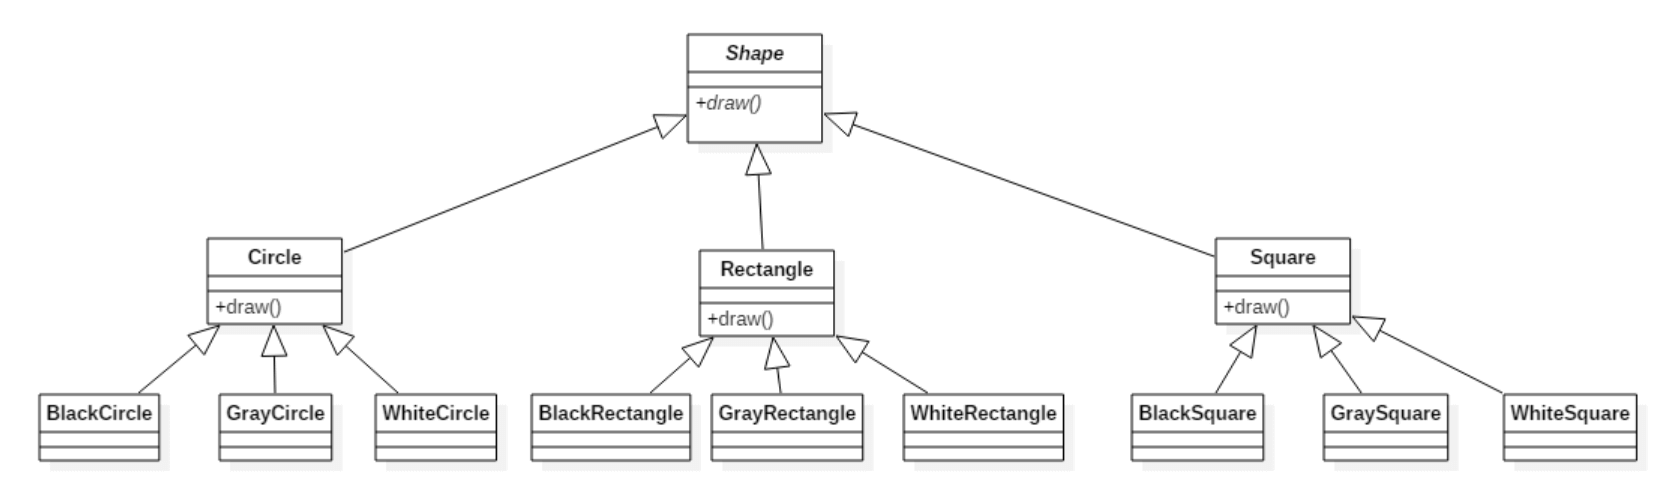 Shape
+draw()
Circle
+draw()
Rectangle
+draw()
Square
+draw()
BlackCircle
GrayCircle
WhiteCircle
BlackRectangle
GrayRectangle
WhiteRectangle
BlackSquare
GraySquare
WhiteSquare